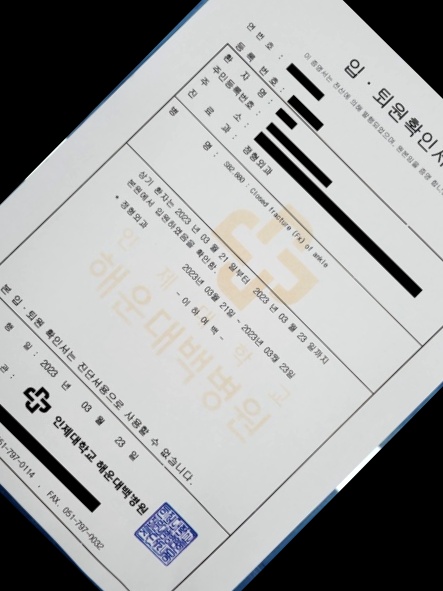 입 · 퇴원확인서
이 증명서는 전산에 의해 발행되었으며, 원본임을 증명 합니다
연 번 호 :
등 록 번 호 :
환 자 명 :
주민등록번호 :
주 소 :
진 료 과 : 정형외과
병 명 : S82.880 : Closed fracture (Fx) of ankle
상기 환자는 2023 년 03 월 21 일부터 2023 년 03 월 23 일까지
본원에서 입원하였음을 확인함.
* 정형외과 2023년 03월 21일 ~ 2023년 03월 23일
- 이 하 여 백 -
인 제 대 학 교
해운대백병원
본 입 · 퇴원 확인서는 진단서용으로 사용할 수 없습니다.
행 일 : 2023 년 03 월 23 일
관 :
인제대학교 해운대백병원
051-797-0114 , FAX. 051-797-0032